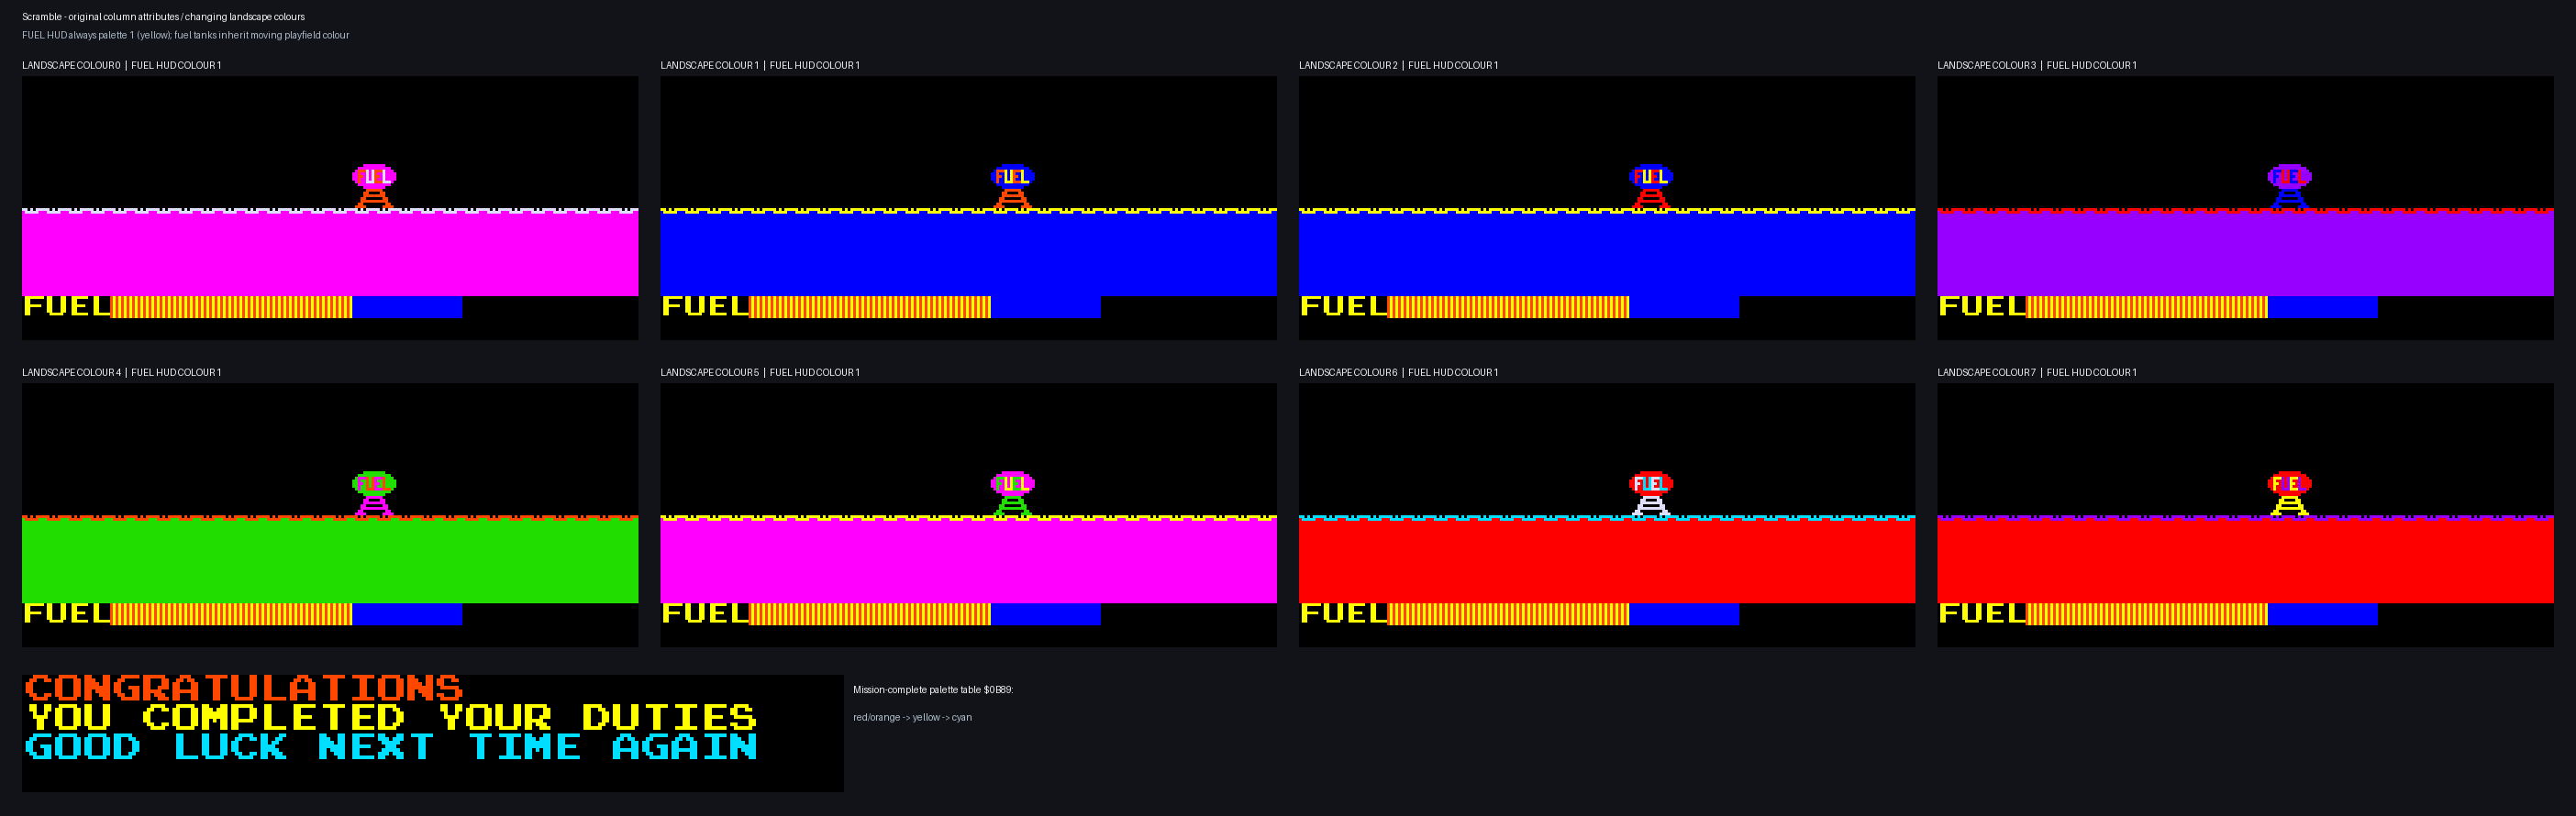 Scramble - original column attributes / changing landscape colours
FUEL HUD always palette 1 (yellow); fuel tanks inherit moving playfield colour
LANDSCAPE COLOUR 0 | FUEL HUD COLOUR 1
LANDSCAPE COLOUR 1 | FUEL HUD COLOUR 1
LANDSCAPE COLOUR 2 | FUEL HUD COLOUR 1
LANDSCAPE COLOUR 3 | FUEL HUD COLOUR 1
FUEL
FUEL
FUEL
FUEL
FUEL
FUEL
FUEL
FUEL
LANDSCAPE COLOUR 4 | FUEL HUD COLOUR 1
LANDSCAPE COLOUR 5 | FUEL HUD COLOUR 1
LANDSCAPE COLOUR 6 | FUEL HUD COLOUR 1
LANDSCAPE COLOUR 7 | FUEL HUD COLOUR 1
FUEL
FUEL
FUEL
FUEL
FUEL
FUEL
FUEL
FUEL
CONGRATULATIONS
YOU COMPLETED YOUR DUTIES
GOOD LUCK NEXT TIME AGAIN
Mission-complete palette table $0B89:
red/orange -> yellow -> cyan